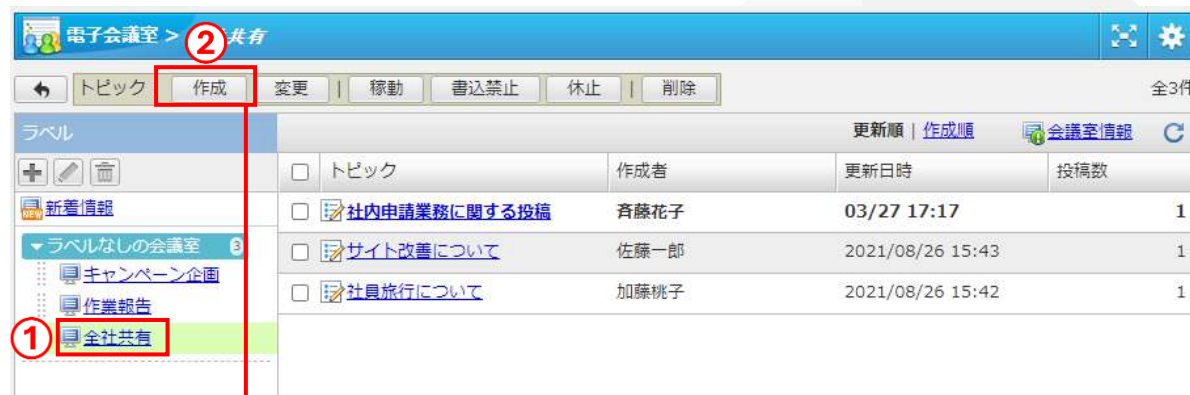 電子会議室 > 共有
②
トピック 作成 変更 | 稼動 書込禁止 休止 | 削除 全3件
ラベル 更新順 | 作成順 会議室情報
トピック 作成者 更新日時 投稿数
NEW 新着情報 社内申請業務に関する投稿 斉藤花子 03/27 17:17 1
ラベルなしの会議室 3 サイト改善について 佐藤一郎 2021/08/26 15:43 1
キャンペーン企画 社員旅行について 加藤桃子 2021/08/26 15:42 1
作業報告
① 全社共有